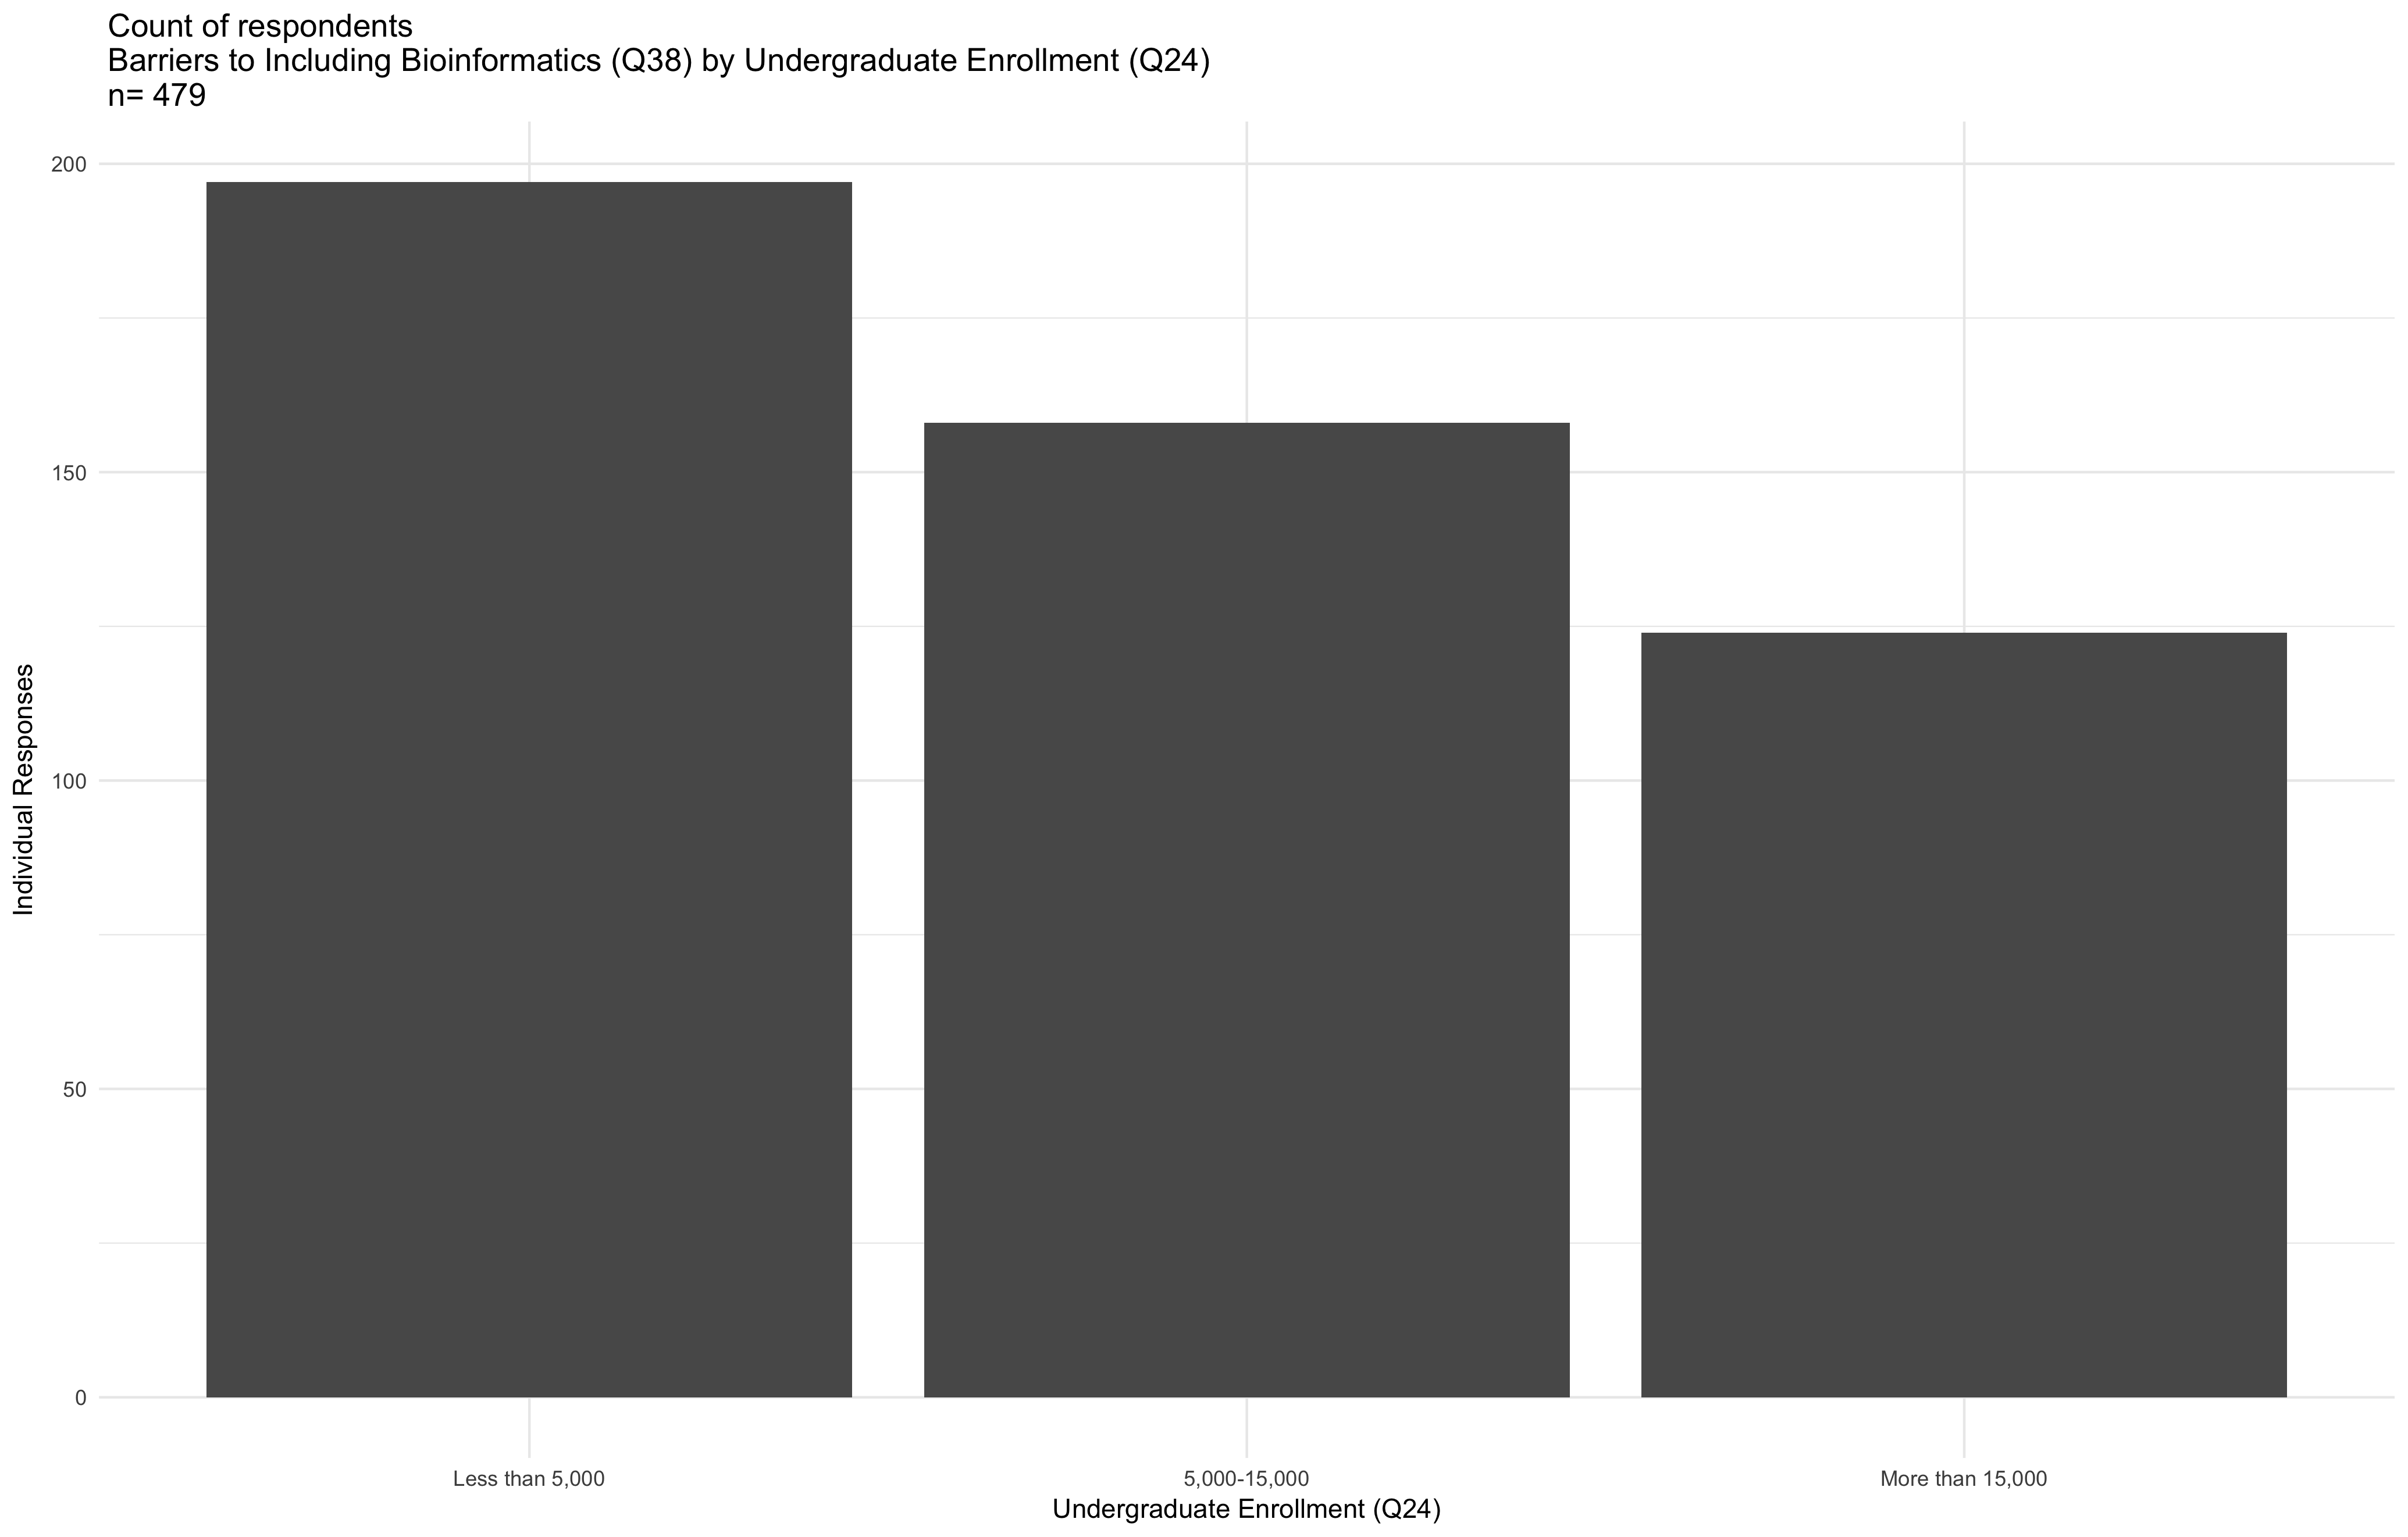 Count of respondents
Barriers to Including Bioinformatics (Q38) by Undergraduate Enrollment (Q24)
n= 479
200
150
100
50
0
Individual Responses
Less than 5,000
5,000-15,000
More than 15,000
Undergraduate Enrollment (Q24)